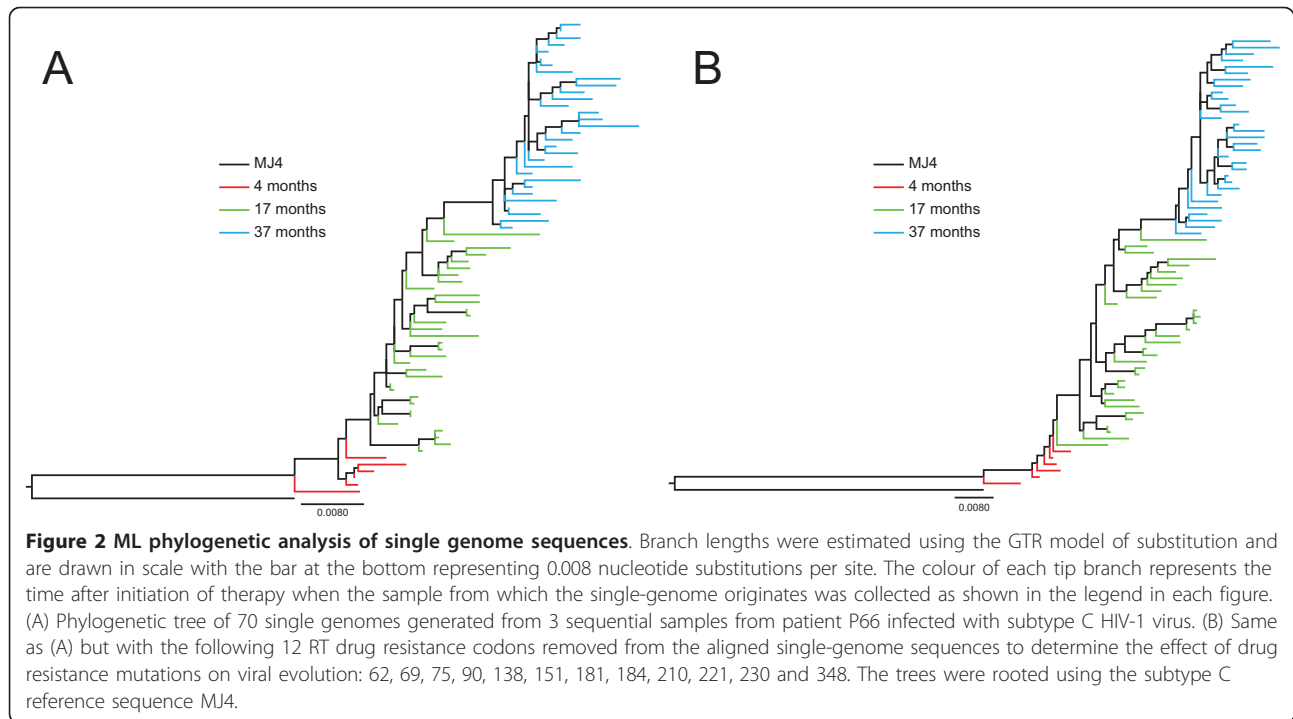 A
MJ4
4 months
17 months
37 months
0.0080
B
MJ4
4 months
17 months
37 months
0.0080
Figure 2 ML phylogenetic analysis of single genome sequences. Branch lengths were estimated using the GTR model of substitution and
are drawn in scale with the bar at the bottom representing 0.008 nucleotide substitutions per site. The colour of each tip branch represents the
time after initiation of therapy when the sample from which the single-genome originates was collected as shown in the legend in each figure.
(A) Phylogenetic tree of 70 single genomes generated from 3 sequential samples from patient P66 infected with subtype C HIV-1 virus. (B) Same
as (A) but with the following 12 RT drug resistance codons removed from the aligned single-genome sequences to determine the effect of drug
resistance mutations on viral evolution: 62, 69, 75, 90, 138, 151, 181, 184, 210, 221, 230 and 348. The trees were rooted using the subtype C
reference sequence MJ4.